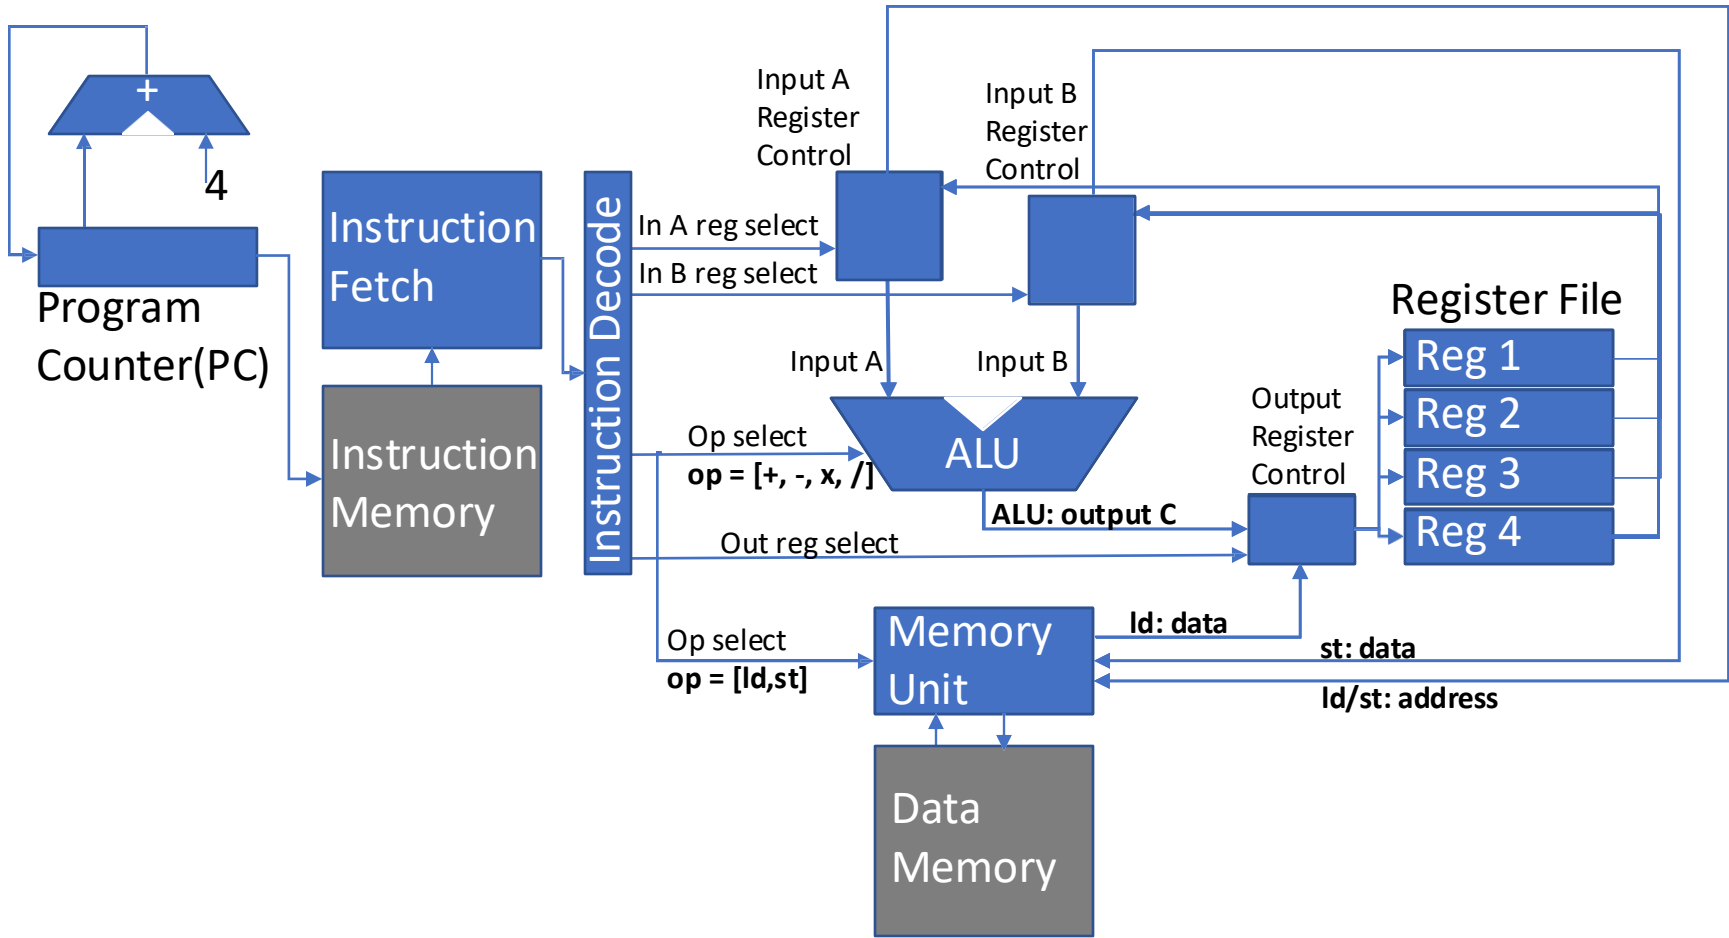 +
4
Program
Counter(PC)
Instruction
Fetch
Instruction
Memory
Instruction Decode
Input A
Register
Control
Input B
Register
Control
In A reg select
In B reg select
Input A
Input B
Op select
op = [+, -, x, /]
ALU
ALU: output C
Out reg select
Output
Register
Control
Register File
Reg 1
Reg 2
Reg 3
Reg 4
Op select
op = [ld,st]
Memory
Unit
ld: data
st: data
ld/st: address
Data
Memory